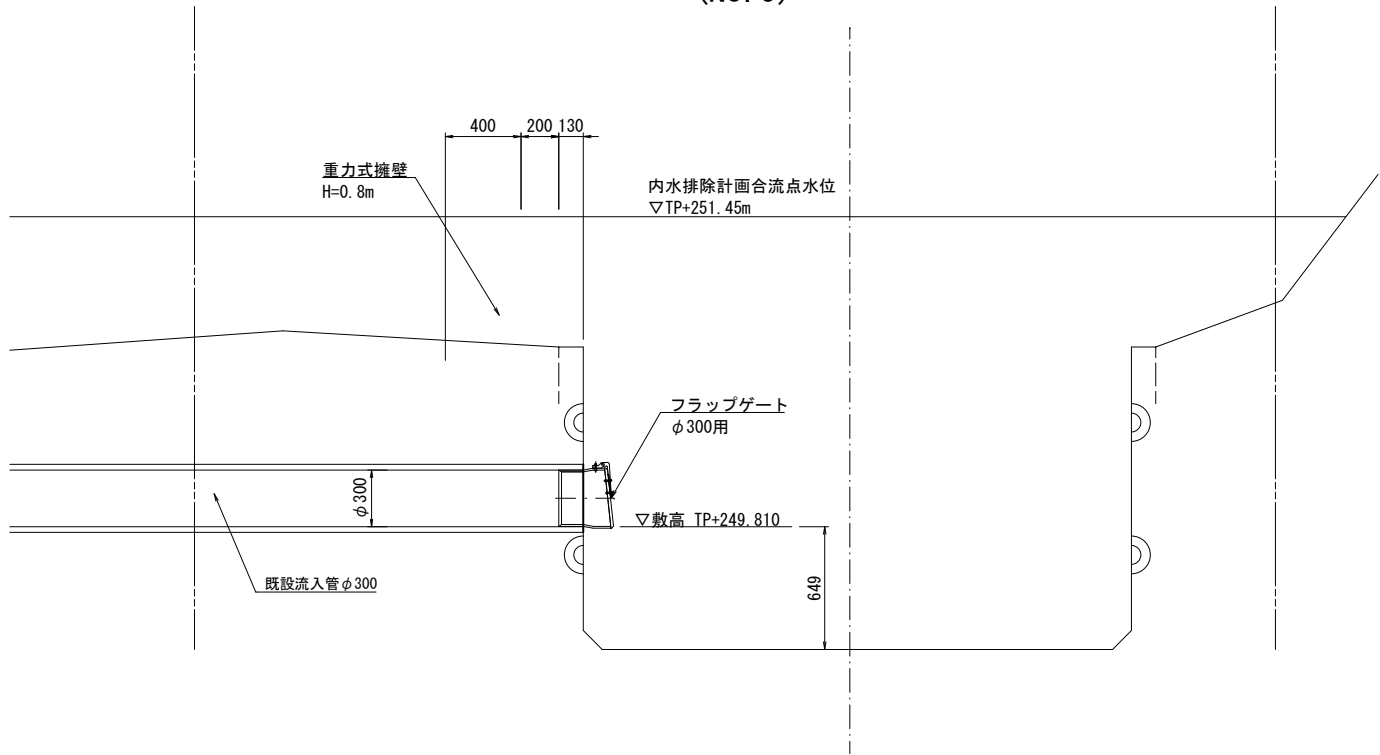 400
200
130
重力式擁壁
H=0.8m
内水排除計画合流点水位
▽TP+251.45m
フラップゲート
φ300用
φ300
▽敷高 TP+249.810
649
既設流入管φ300